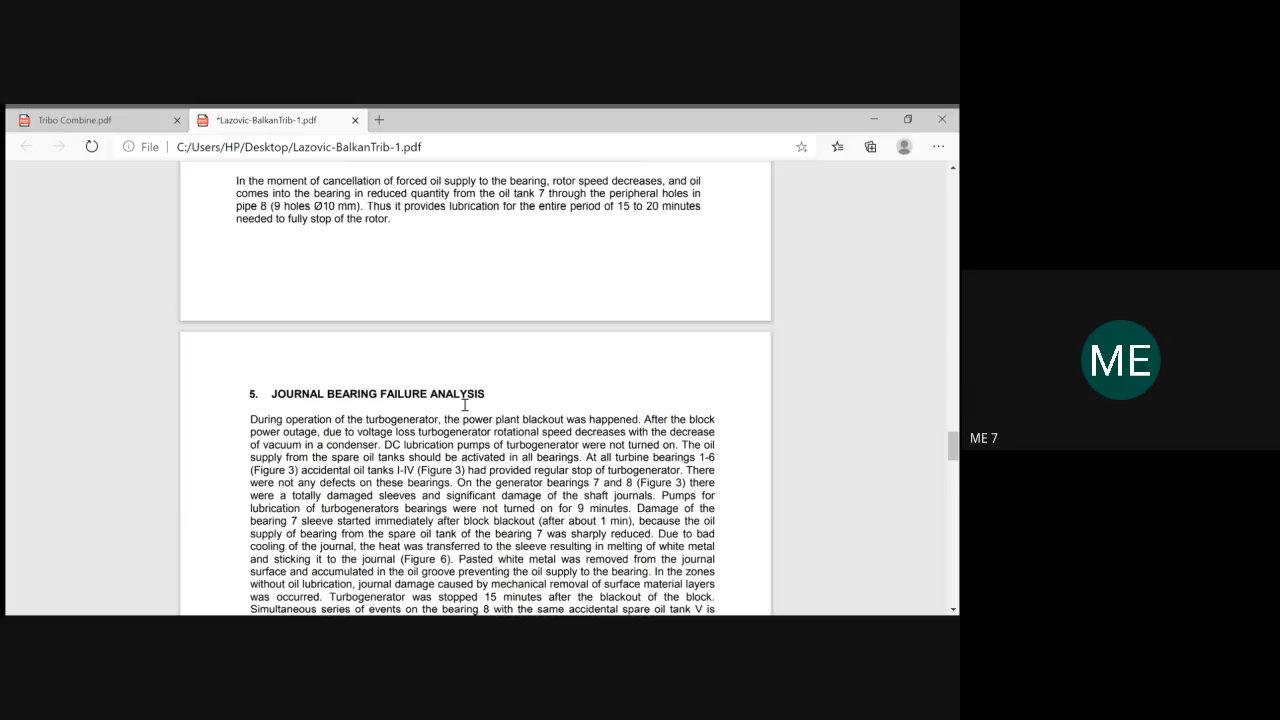 Tribo Combine.pdf
*Lazovic-BalkanTrib-1.pdf
File | C:/Users/HP/Desktop/Lazovic-BalkanTrib-1.pdf
In the moment of cancellation of forced oil supply to the bearing, rotor speed decreases, and oil
comes into the bearing in reduced quantity from the oil tank 7 through the peripheral holes in
pipe 8 (9 holes Ø10 mm). Thus it provides lubrication for the entire period of 15 to 20 minutes
needed to fully stop of the rotor.
5. JOURNAL BEARING FAILURE ANALYSIS
During operation of the turbogenerator, the power plant blackout was happened. After the block
power outage, due to voltage loss turbogenerator rotational speed decreases with the decrease
of vacuum in a condenser. DC lubrication pumps of turbogenerator were not turned on. The oil
supply from the spare oil tanks should be activated in all bearings. At all turbine bearings 1-6
(Figure 3) accidental oil tanks I-IV (Figure 3) had provided regular stop of turbogenerator. There
were not any defects on these bearings. On the generator bearings 7 and 8 (Figure 3) there
were a totally damaged sleeves and significant damage of the shaft journals. Pumps for
lubrication of turbogenerators bearings were not turned on for 9 minutes. Damage of the
bearing 7 sleeve started immediately after block blackout (after about 1 min), because the oil
supply of bearing from the spare oil tank of the bearing 7 was sharply reduced. Due to bad
cooling of the journal, the heat was transferred to the sleeve resulting in melting of white metal
and sticking it to the journal (Figure 6). Pasted white metal was removed from the journal
surface and accumulated in the oil groove preventing the oil supply to the bearing. In the zones
without oil lubrication, journal damage caused by mechanical removal of surface material layers
was occurred. Turbogenerator was stopped 15 minutes after the blackout of the block.
Simultaneous series of events on the bearing 8 with the same accidental spare oil tank V is
ME
ME 7